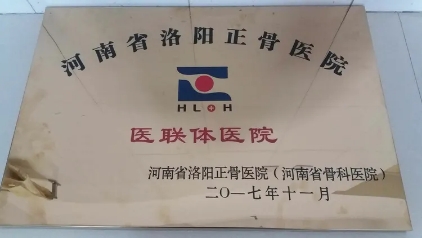 河南省洛阳正骨医院
HL+H
医联体医院
河南省洛阳正骨医院（河南省骨科医院）
二〇一七年十一月